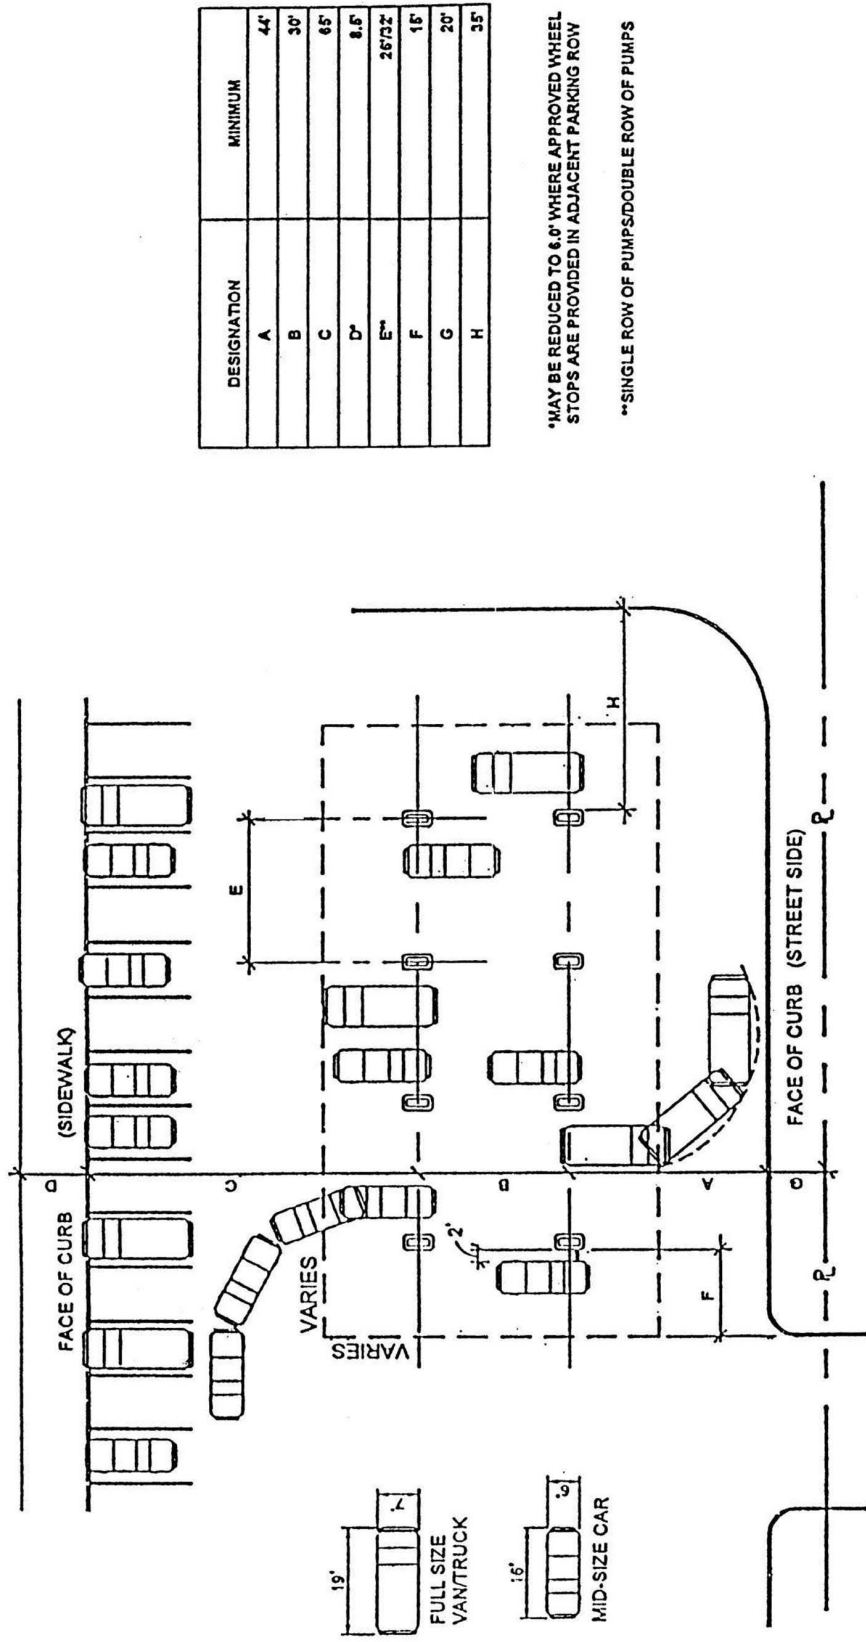 DESIGNATION MINIMUM
A 44'
B 30'
C 65'
D* 8.5'
E** 26'/32'
F 15'
G 20'
H 35'
*MAY BE REDUCED TO 6.0' WHERE APPROVED WHEEL
STOPS ARE PROVIDED IN ADJACENT PARKING ROW
**SINGLE ROW OF PUMPS/DOUBLE ROW OF PUMPS
FACE OF CURB
(SIDEWALK)
D
C
B
A
G
E
H
F
2'
VARIES
VARIES
FACE OF CURB (STREET SIDE)
PL
PL
19'
7'
FULL SIZE
VAN/TRUCK
16'
6'
MID-SIZE CAR